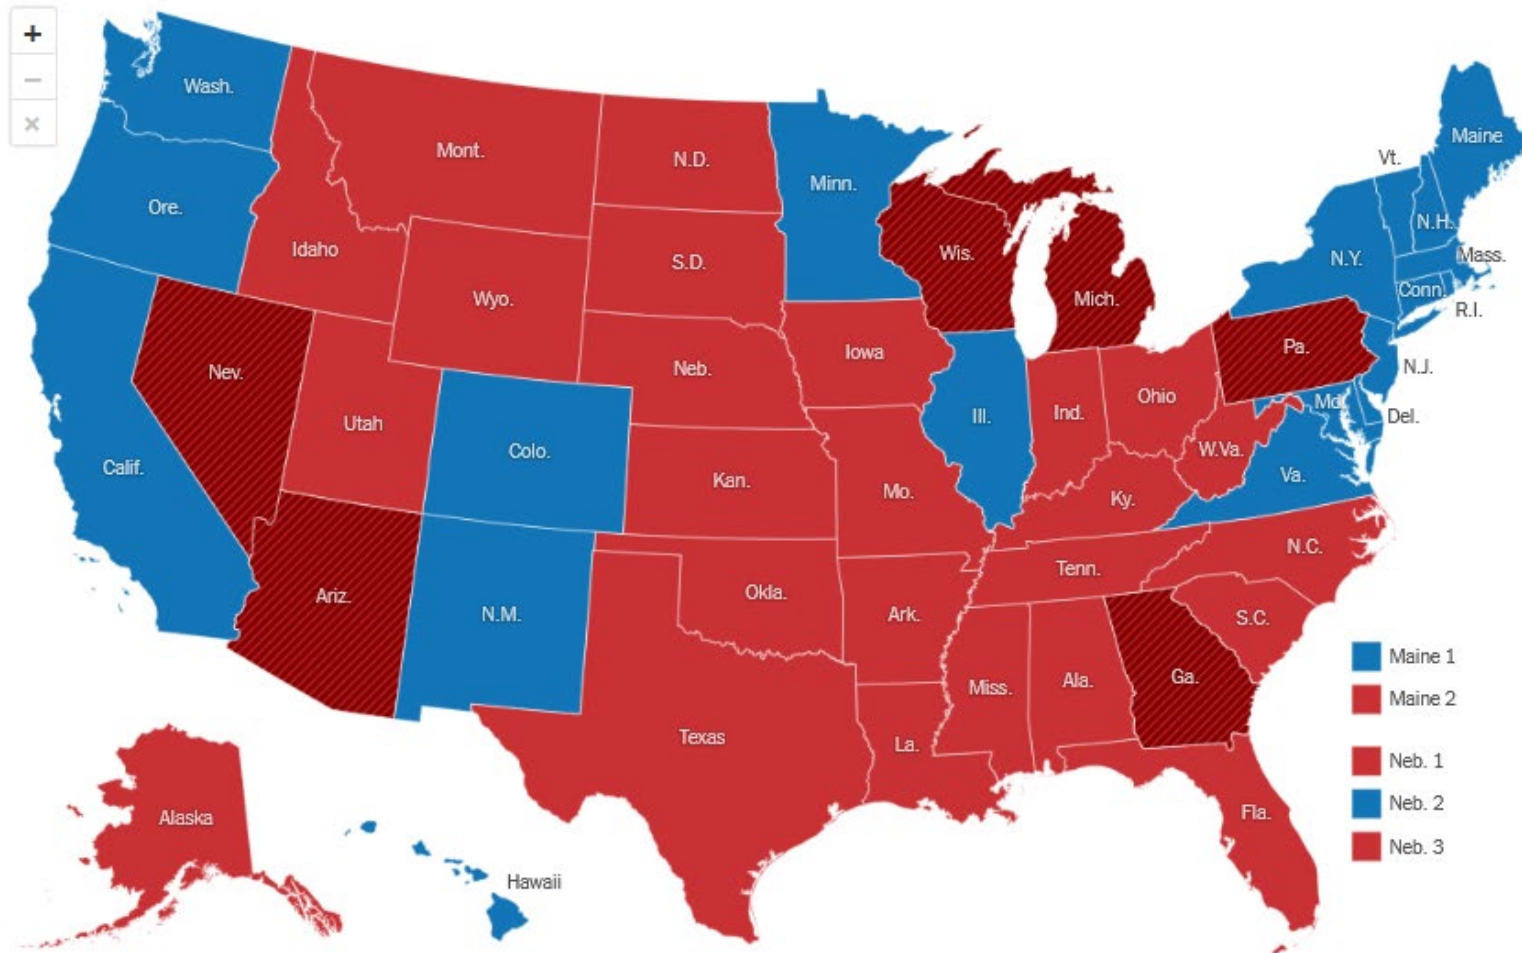 +
−
×
Wash.
Mont.
N.D.
Minn.
Maine
Vt.
Ore.
Idaho
S.D.
Wis.
Mich.
N.H.
N.Y.
Mass.
Conn.
R.I.
Wyo.
Nev.
Neb.
Iowa
Pa.
N.J.
Utah
Colo.
Ill.
Ind.
Ohio
Md.
Del.
Calif.
Kan.
Mo.
W.Va.
Ky.
Va.
Ariz.
N.M.
Okla.
Ark.
Tenn.
N.C.
S.C.
Texas
La.
Miss.
Ala.
Ga.
Fla.
Alaska
Hawaii
Maine 1
Maine 2
Neb. 1
Neb. 2
Neb. 3